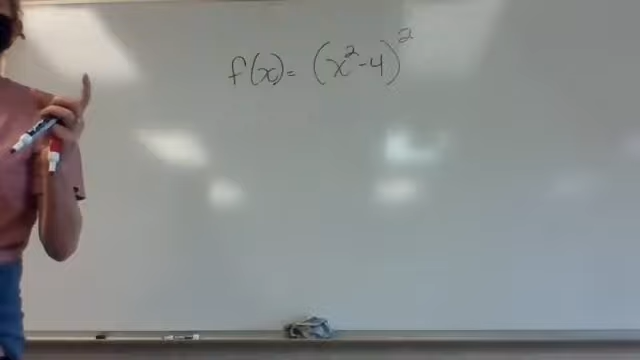 f(x) = (x²-4)²